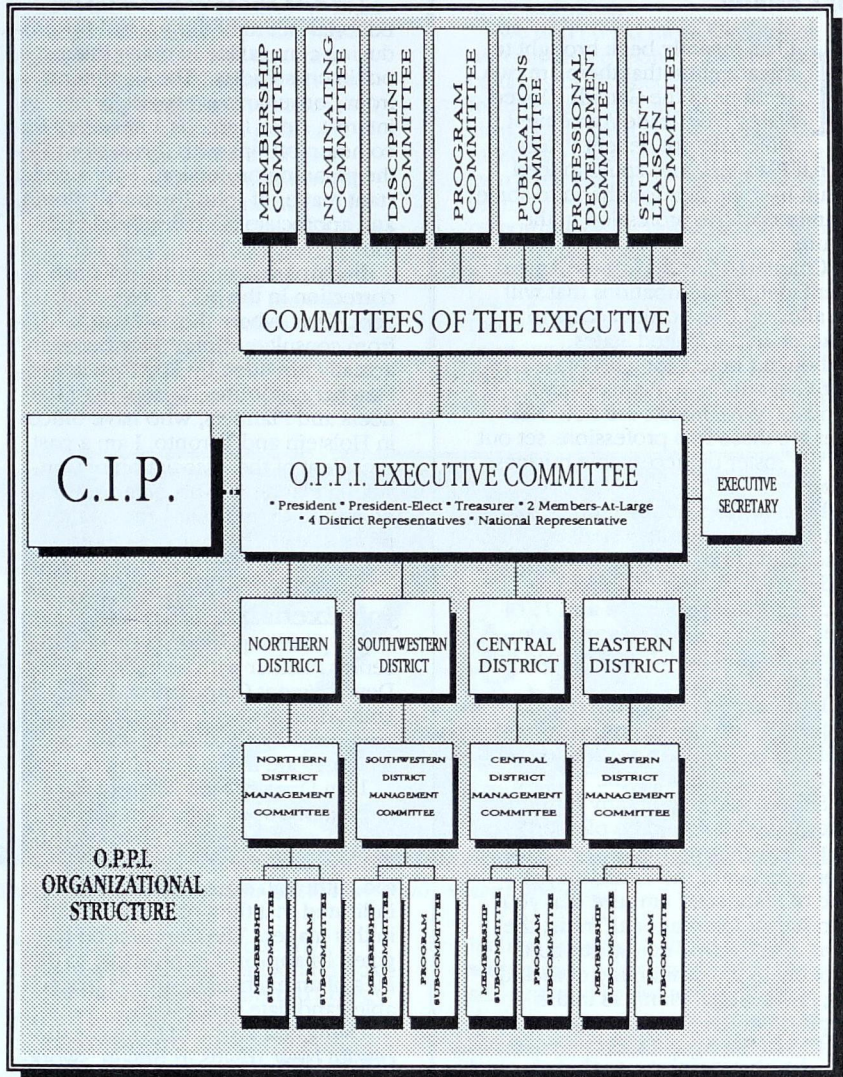 MEMBERSHIP
COMMITTEE
NOMINATING
COMMITTEE
DISCIPLINE
COMMITTEE
PROGRAM
COMMITTEE
PUBLICATIONS
COMMITTEE
PROFESSIONAL
DEVELOPMENT
COMMITTEE
STUDENT
LIAISON
COMMITTEE
COMMITTEES OF THE EXECUTIVE
C.I.P.
O.P.P.I. EXECUTIVE COMMITTEE
* President * President-Elect * Treasurer * 2 Members-At-Large
* 4 District Representatives * National Representative
EXECUTIVE
SECRETARY
NORTHERN
DISTRICT
SOUTHWESTERN
DISTRICT
CENTRAL
DISTRICT
EASTERN
DISTRICT
NORTHERN
DISTRICT
MANAGEMENT
COMMITTEE
SOUTHWESTERN
DISTRICT
MANAGEMENT
COMMITTEE
CENTRAL
DISTRICT
MANAGEMENT
COMMITTEE
EASTERN
DISTRICT
MANAGEMENT
COMMITTEE
O.P.P.I.
ORGANIZATIONAL
STRUCTURE
MEMBERSHIP
SUBCOMMITTEE
PROGRAM
SUBCOMMITTEE
MEMBERSHIP
SUBCOMMITTEE
PROGRAM
SUBCOMMITTEE
MEMBERSHIP
SUBCOMMITTEE
PROGRAM
SUBCOMMITTEE
MEMBERSHIP
SUBCOMMITTEE
PROGRAM
SUBCOMMITTEE